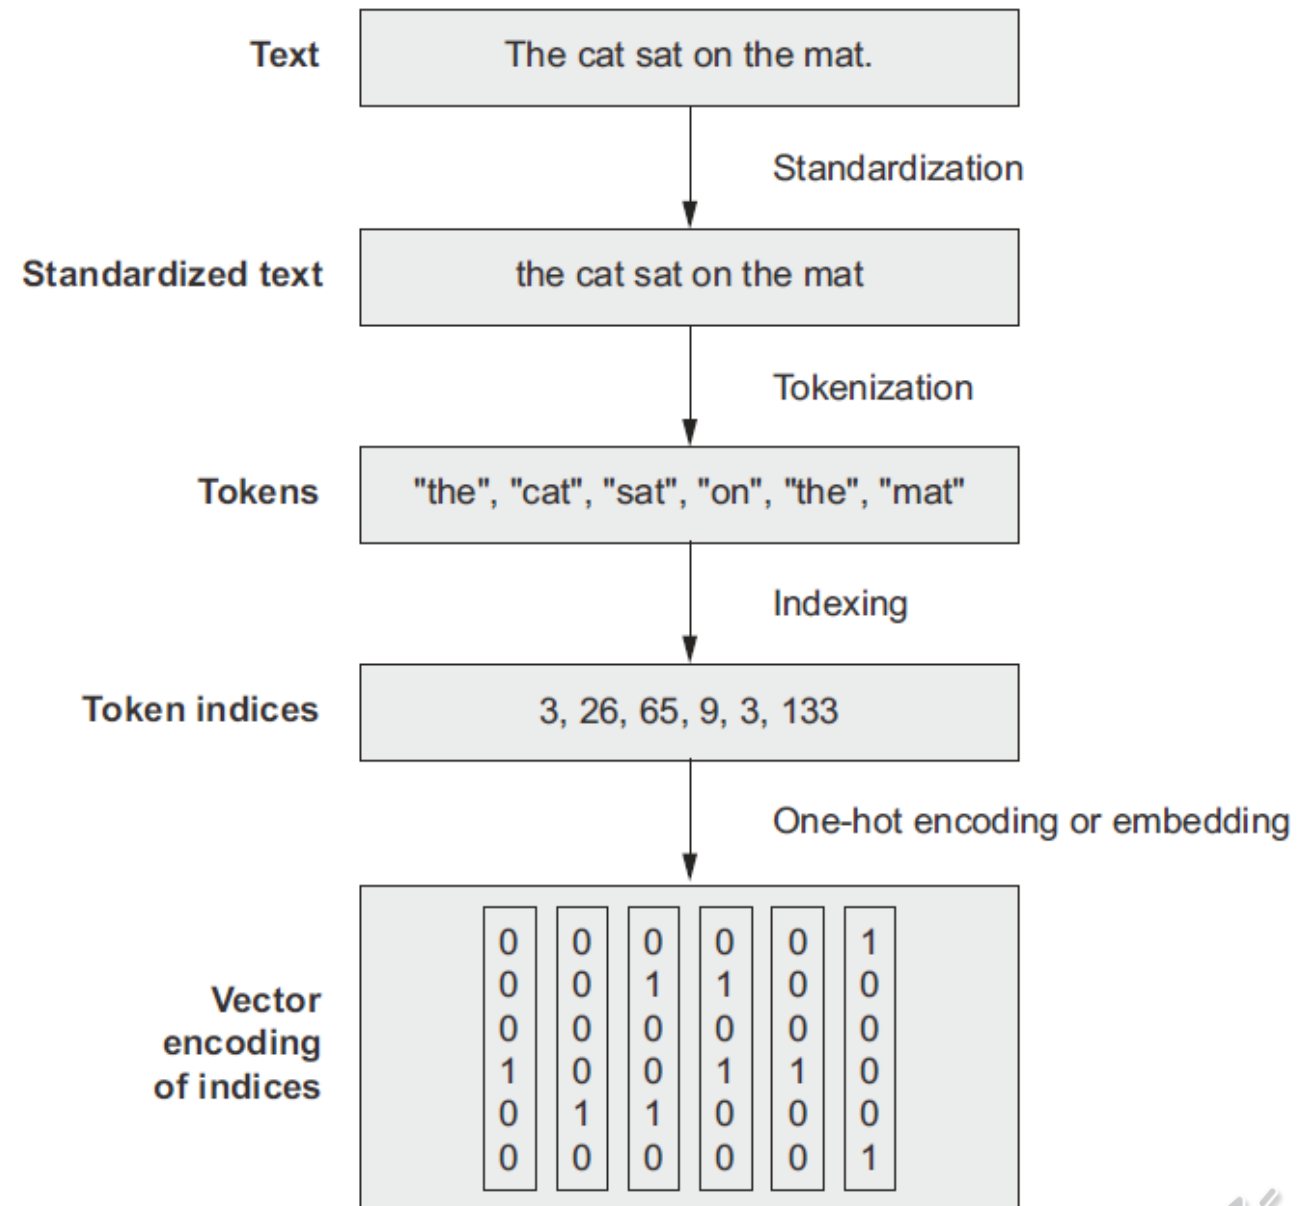 Text
The cat sat on the mat.
Standardization
Standardized text
the cat sat on the mat
Tokenization
Tokens
"the", "cat", "sat", "on", "the", "mat"
Indexing
Token indices
3, 26, 65, 9, 3, 133
One-hot encoding or embedding
Vector
encoding
of indices
0 0 0 0 0 1
0 0 1 1 0 0
0 0 0 0 0 0
1 0 0 1 1 0
0 1 1 0 0 0
0 0 0 0 0 1